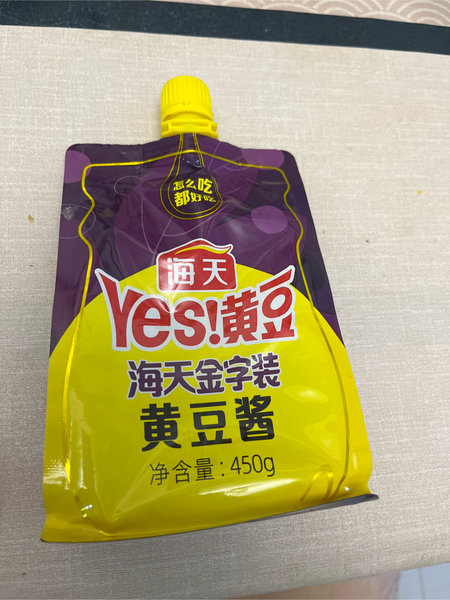 怎么吃
都好吃
海天
Yes!黄豆
海天金字装
黄豆酱
净含量:450g